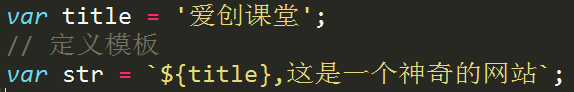 var title = '爱创课堂';
// 定义模板
var str = `${title},这是一个神奇的网站`;